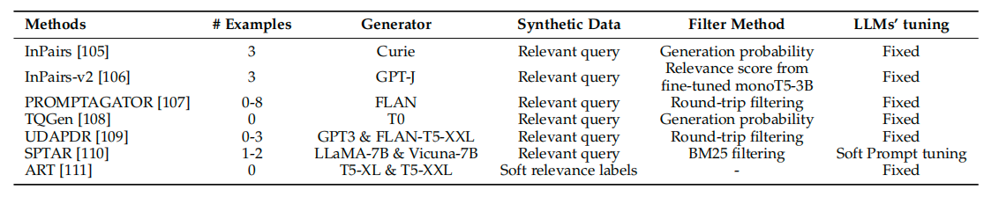 Methods # Examples Generator Synthetic Data Filter Method LLMs' tuning
InPairs [105] 3 Curie Relevant query Generation probability Fixed
InPairs-v2 [106] 3 GPT-J Relevant query Relevance score from fine-tuned monoT5-3B Fixed
PROMPTAGATOR [107] 0-8 FLAN Relevant query Round-trip filtering Fixed
TQGen [108] 0 T0 Relevant query Generation probability Fixed
UDAPDR [109] 0-3 GPT3 & FLAN-T5-XXL Relevant query Round-trip filtering Fixed
SPTAR [110] 1-2 LLaMA-7B & Vicuna-7B Relevant query BM25 filtering Soft Prompt tuning
ART [111] 0 T5-XL & T5-XXL Soft relevance labels - Fixed